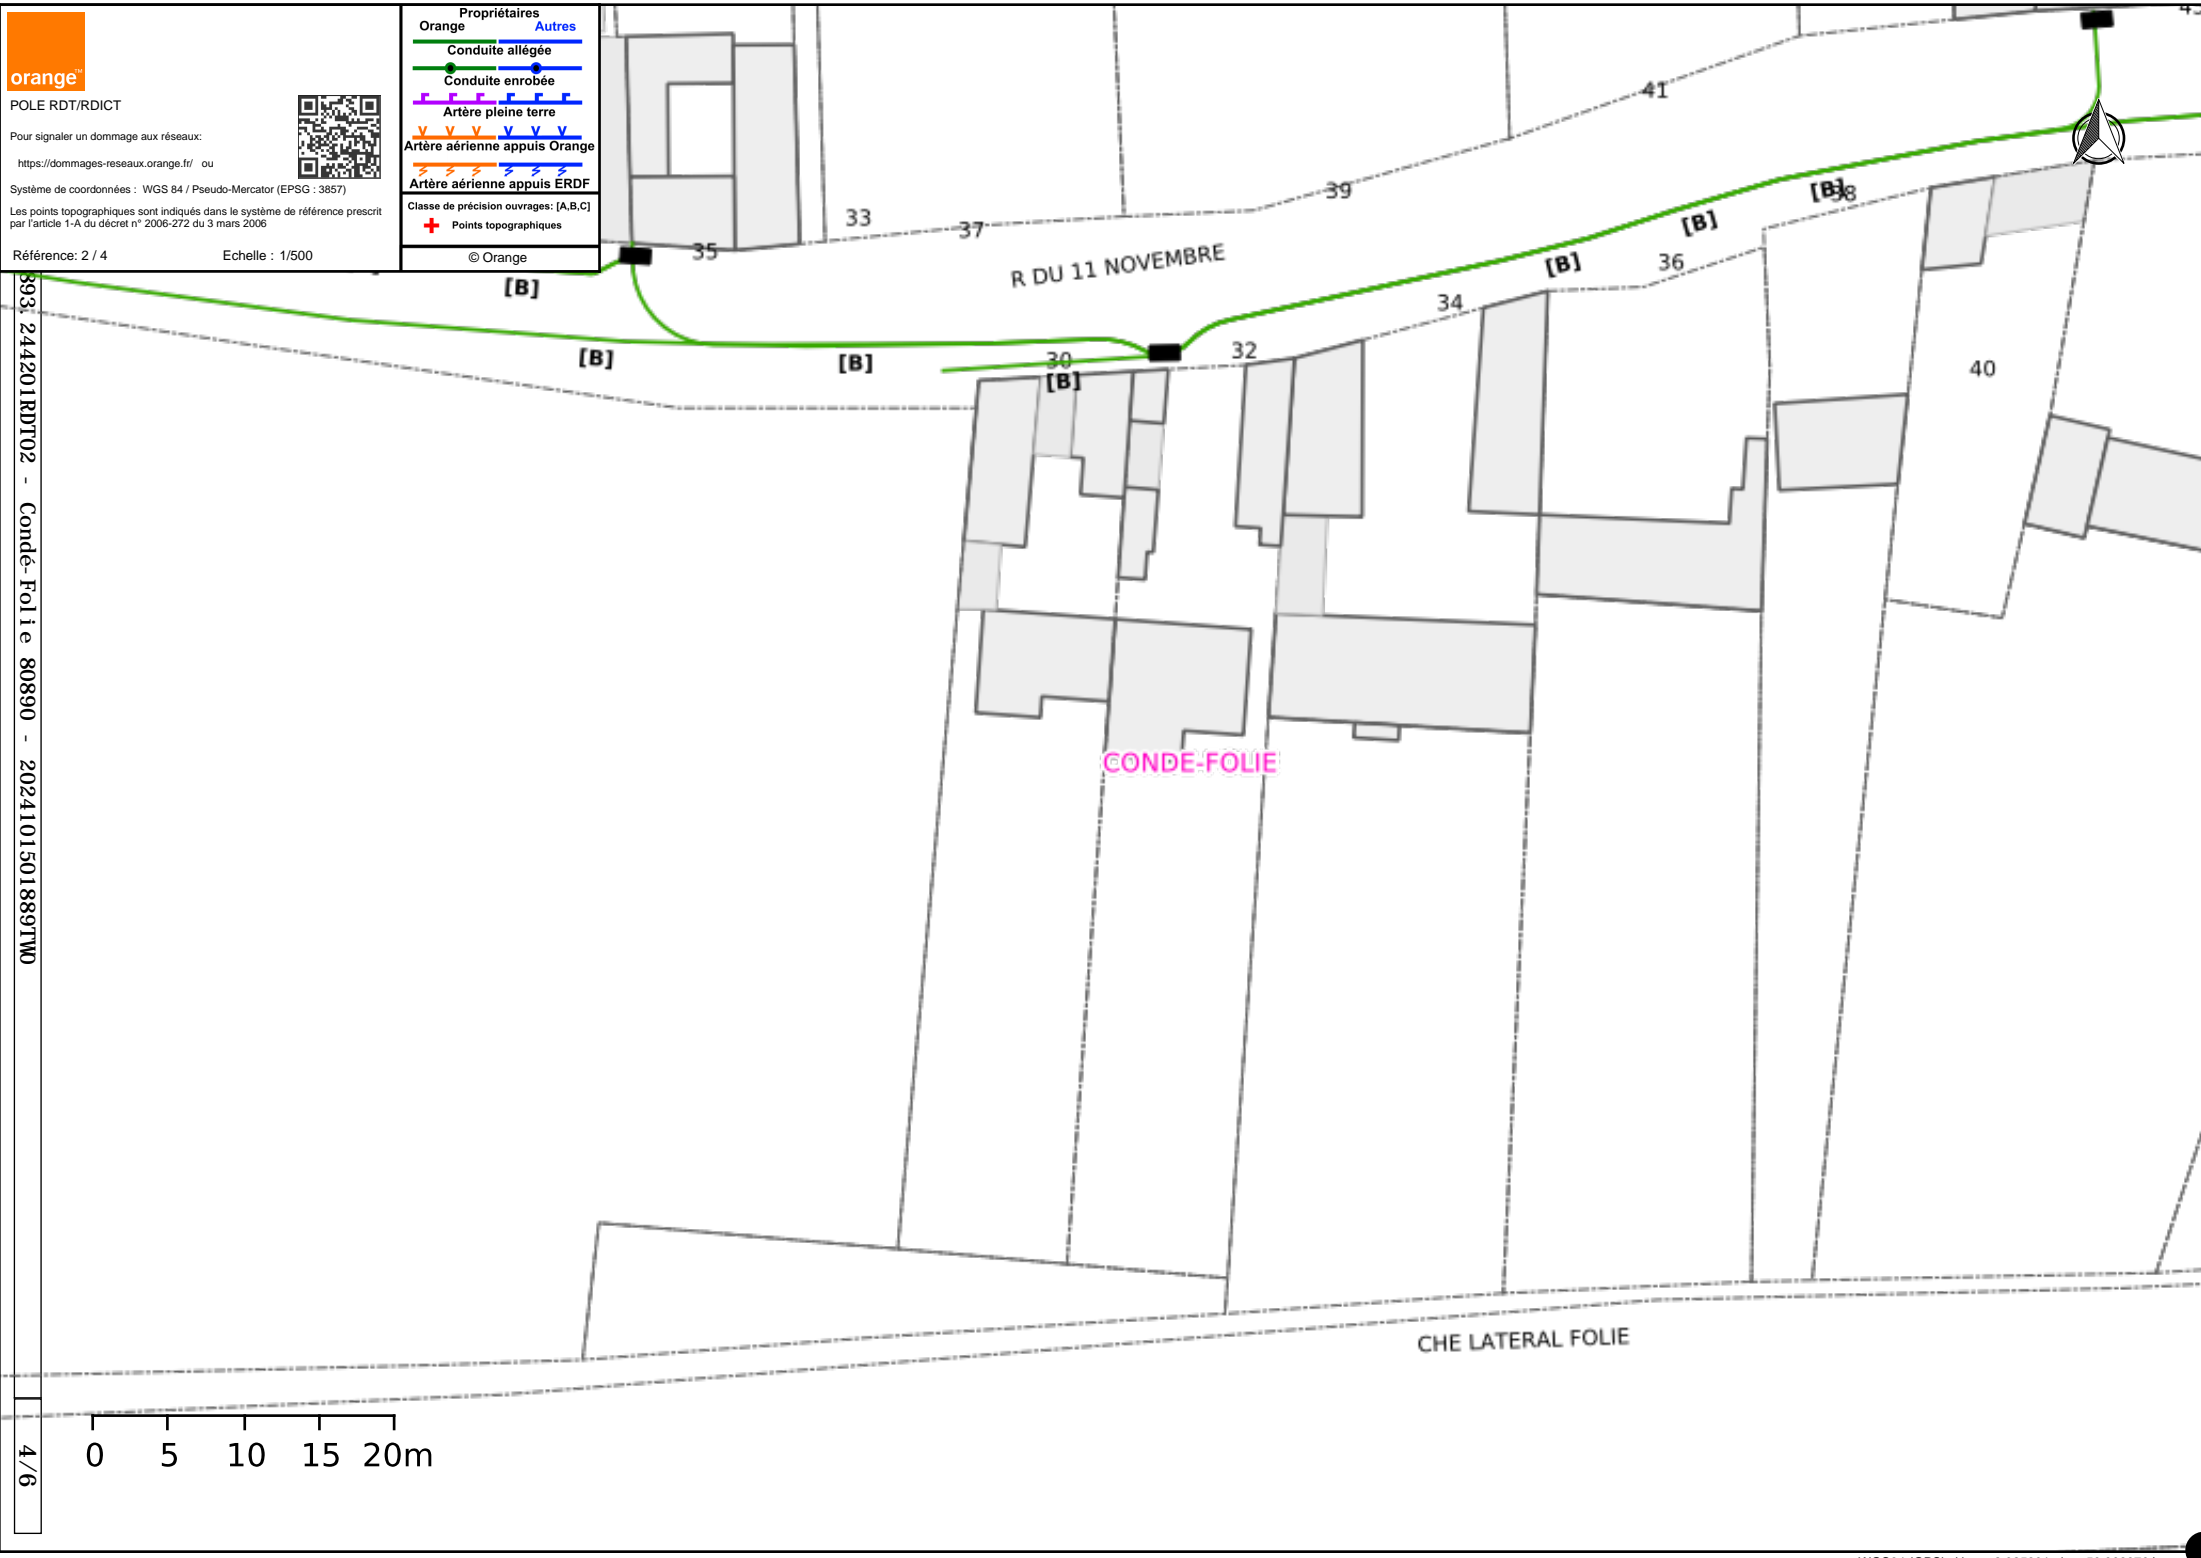 orange™
POLE RDT/RDICT
Pour signaler un dommage aux réseaux:
https://dommages-reseaux.orange.fr/ ou
Système de coordonnées : WGS 84 / Pseudo-Mercator (EPSG : 3857)
Les points topographiques sont indiqués dans le système de référence prescrit
par l'article 1-A du décret n° 2006-272 du 3 mars 2006
Référence: 2 / 4
Echelle : 1/500
Propriétaires
Orange
Autres
Conduite allégée
Conduite enrobée
Artère pleine terre
Artère aérienne appuis Orange
Artère aérienne appuis ERDF
Classe de précision ouvrages: [A,B,C]
Points topographiques
© Orange
41
39
38
[B]
[B]
33
37
35
R DU 11 NOVEMBRE
[B]
36
[B]
34
[B]
[B]
30
[B]
32
40
CONDE-FOLIE
CHE LATERAL FOLIE
2444201RDT02 - Condé-Folie 80890 - 2024101501889TW0
4/6
0 5 10 15 20m